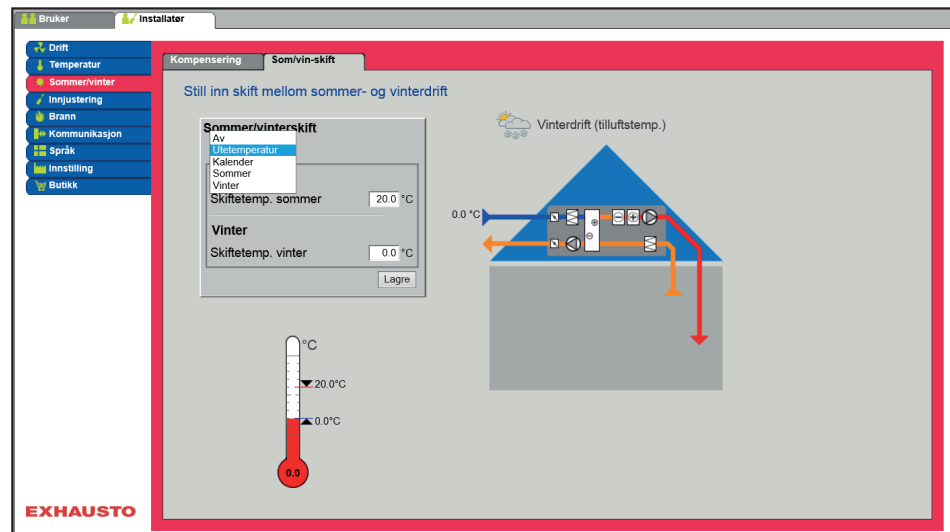 Bruker
Installatør
Drift
Temperatur
Sommer/vinter
Innjustering
Brann
Kommunikasjon
Språk
Innstilling
Butikk
Kompensering
Som/vin-skift
Still inn skift mellom sommer- og vinterdrift
Sommer/vinterskift
Av
Utetemperatur
Kalender
Sommer
Vinter
Skiftetemp. sommer 20.0 °C
Vinter
Skiftetemp. vinter 0.0 °C
Lagre
Vinterdrift (tilluftstemp.)
0.0 °C
°C
20.0°C
0.0°C
0.0
EXHAUSTO